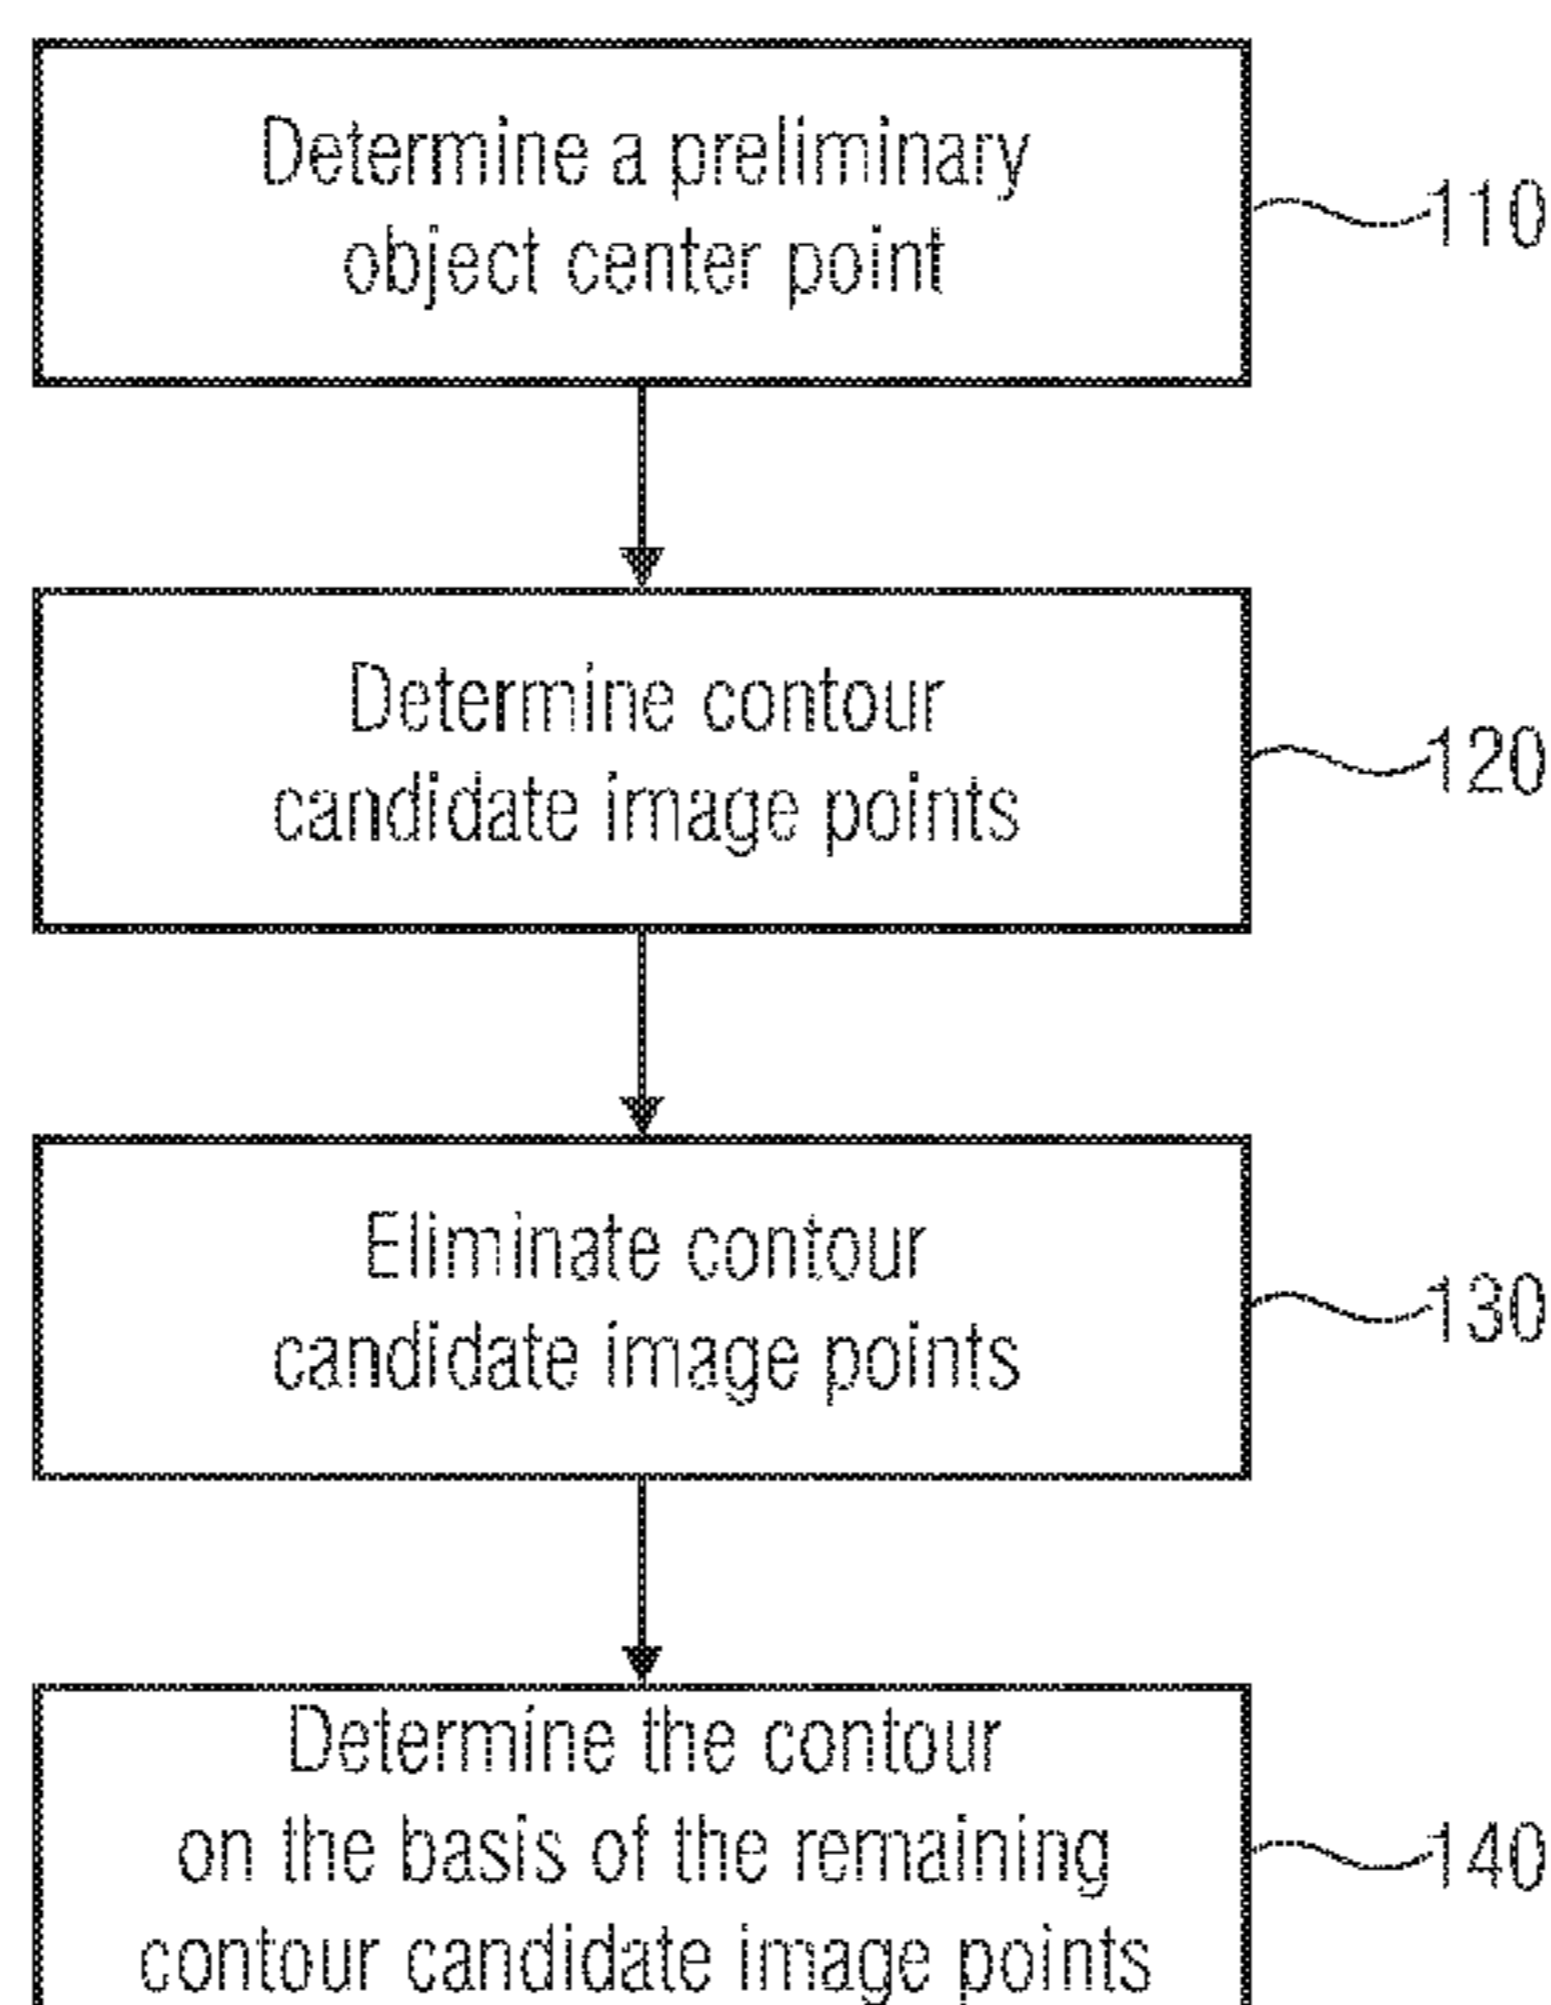 Determine a preliminary
object center point
110
Determine contour
candidate image points
120
Eliminate contour
candidate image points
130
Determine the contour
on the basis of the remaining
contour candidate image points
140